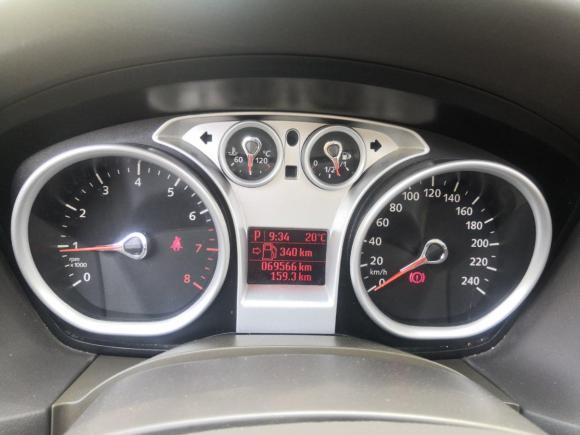 60 120 °C
0 1/2 1
0 1 2 3 4 5 6 7 8
rpm
x1000
P 9:34 20°C
340 km
069566 km
159.3 km
0 20 40 60 80 100 120 140 160 180 200 220 240
km/h